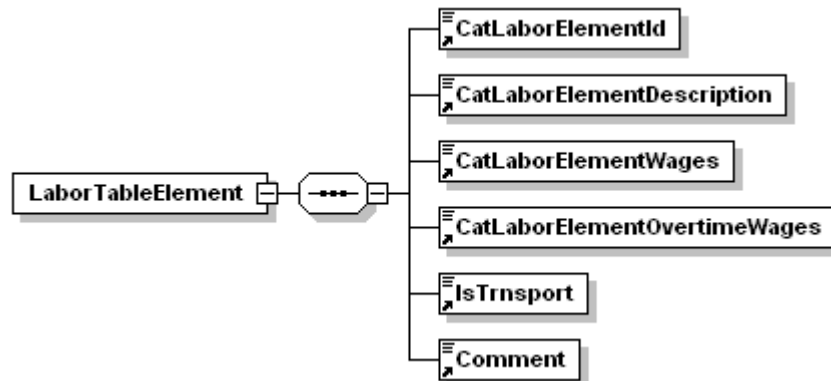 CatLaborElementId
CatLaborElementDescription
CatLaborElementWages
LaborTableElement
CatLaborElementOvertimeWages
IsTrnsport
Comment